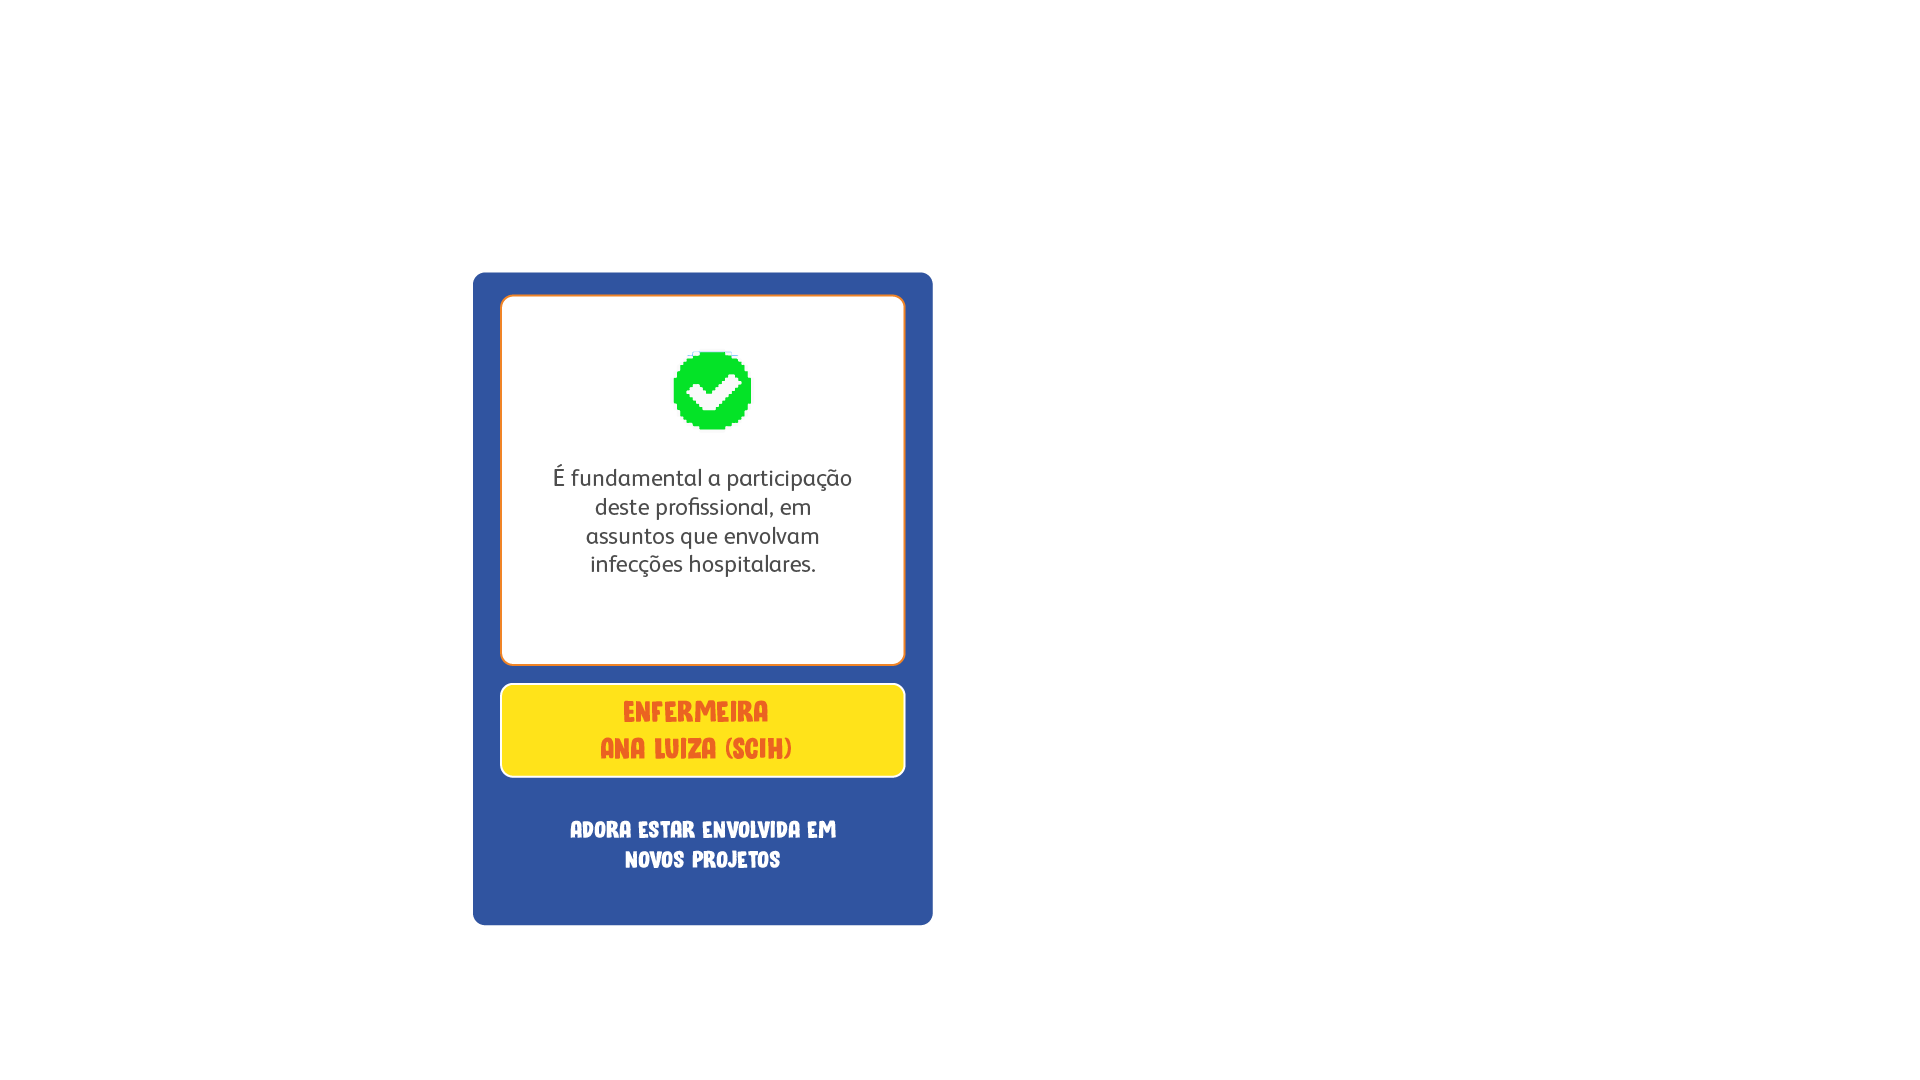 É fundamental a participação
deste profissional, em
assuntos que envolvam
infecções hospitalares.
ENFERMEIRA
ANA LUIZA (SCIH)
ADORA ESTAR ENVOLVIDA EM
NOVOS PROJETOS